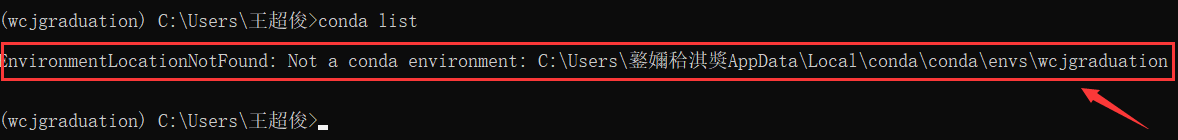 (wcjgraduation) C:\Users\王超俊>conda list
EnvironmentLocationNotFound: Not a conda environment: C:\Users\鐜嬭秴淇獎AppData\Local\conda\conda\envs\wcjgraduation
(wcjgraduation) C:\Users\王超俊>